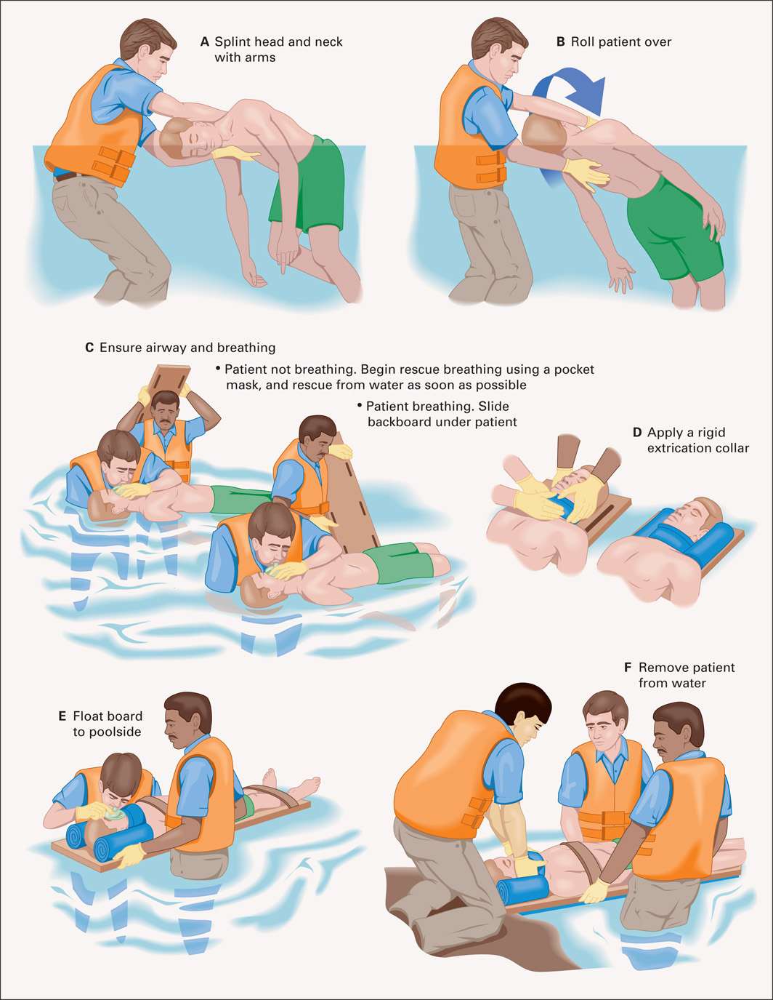 A Splint head and neck
with arms
B Roll patient over
C Ensure airway and breathing
• Patient not breathing. Begin rescue breathing using a pocket
mask, and rescue from water as soon as possible
• Patient breathing. Slide
backboard under patient
D Apply a rigid
extrication collar
E Float board
to poolside
F Remove patient
from water